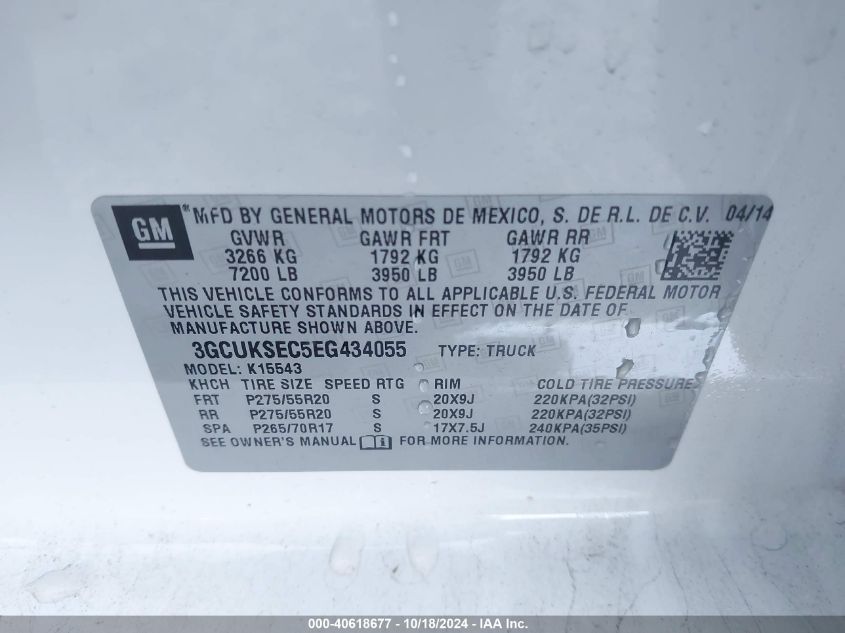 GM ® MFD BY GENERAL MOTORS DE MEXICO, S. DE R.L. DE C.V. 04/14
GVWR GAWR FRT GAWR RR
3266 KG 1792 KG 1792 KG
7200 LB 3950 LB 3950 LB
THIS VEHICLE CONFORMS TO ALL APPLICABLE U.S. FEDERAL MOTOR
VEHICLE SAFETY STANDARDS IN EFFECT ON THE DATE OF
MANUFACTURE SHOWN ABOVE.
3GCUKSEC5EG434055 TYPE: TRUCK
MODEL: K15543
KHCH TIRE SIZE SPEED RTG RIM COLD TIRE PRESSURE
FRT P275/55R20 S 20X9J 220KPA(32PSI)
RR P275/55R20 S 20X9J 220KPA(32PSI)
SPA P265/70R17 S 17X7.5J 240KPA(35PSI)
SEE OWNER'S MANUAL FOR MORE INFORMATION.
000-40618677 - 10/18/2024 - IAA Inc.